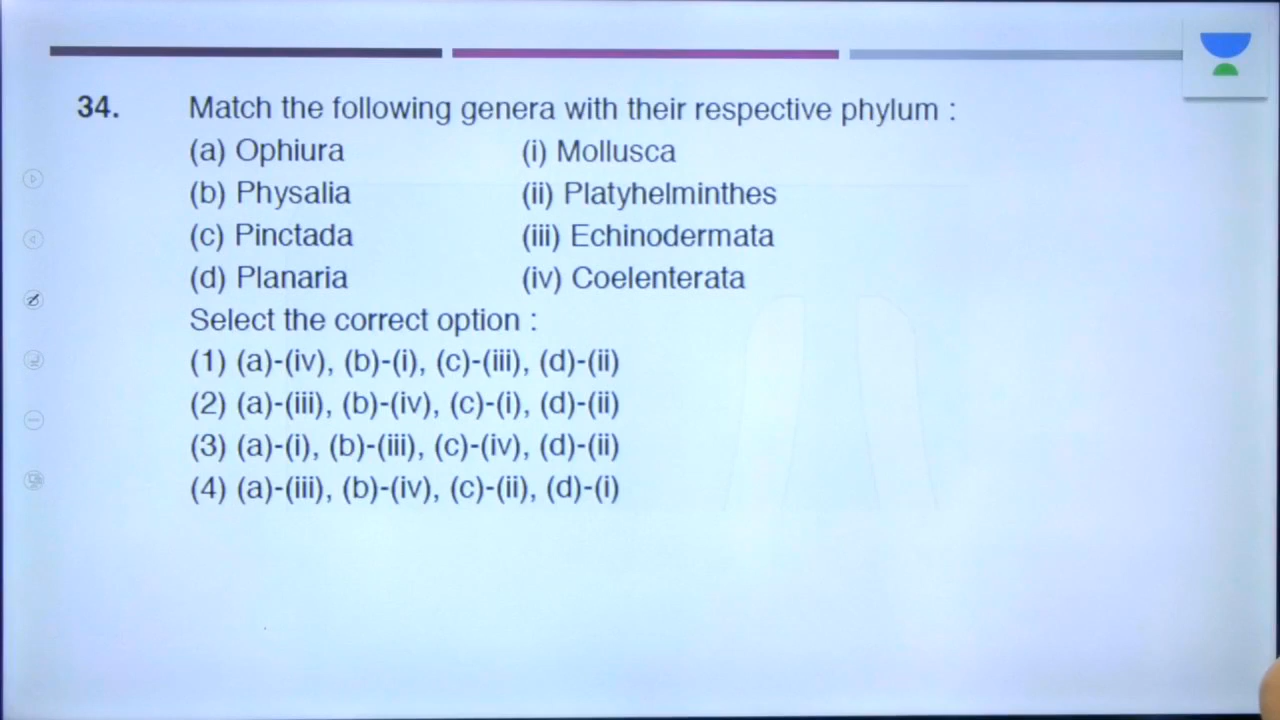 34. Match the following genera with their respective phylum :
(a) Ophiura (i) Mollusca
(b) Physalia (ii) Platyhelminthes
(c) Pinctada (iii) Echinodermata
(d) Planaria (iv) Coelenterata
Select the correct option :
(1) (a)-(iv), (b)-(i), (c)-(iii), (d)-(ii)
(2) (a)-(iii), (b)-(iv), (c)-(i), (d)-(ii)
(3) (a)-(i), (b)-(iii), (c)-(iv), (d)-(ii)
(4) (a)-(iii), (b)-(iv), (c)-(ii), (d)-(i)